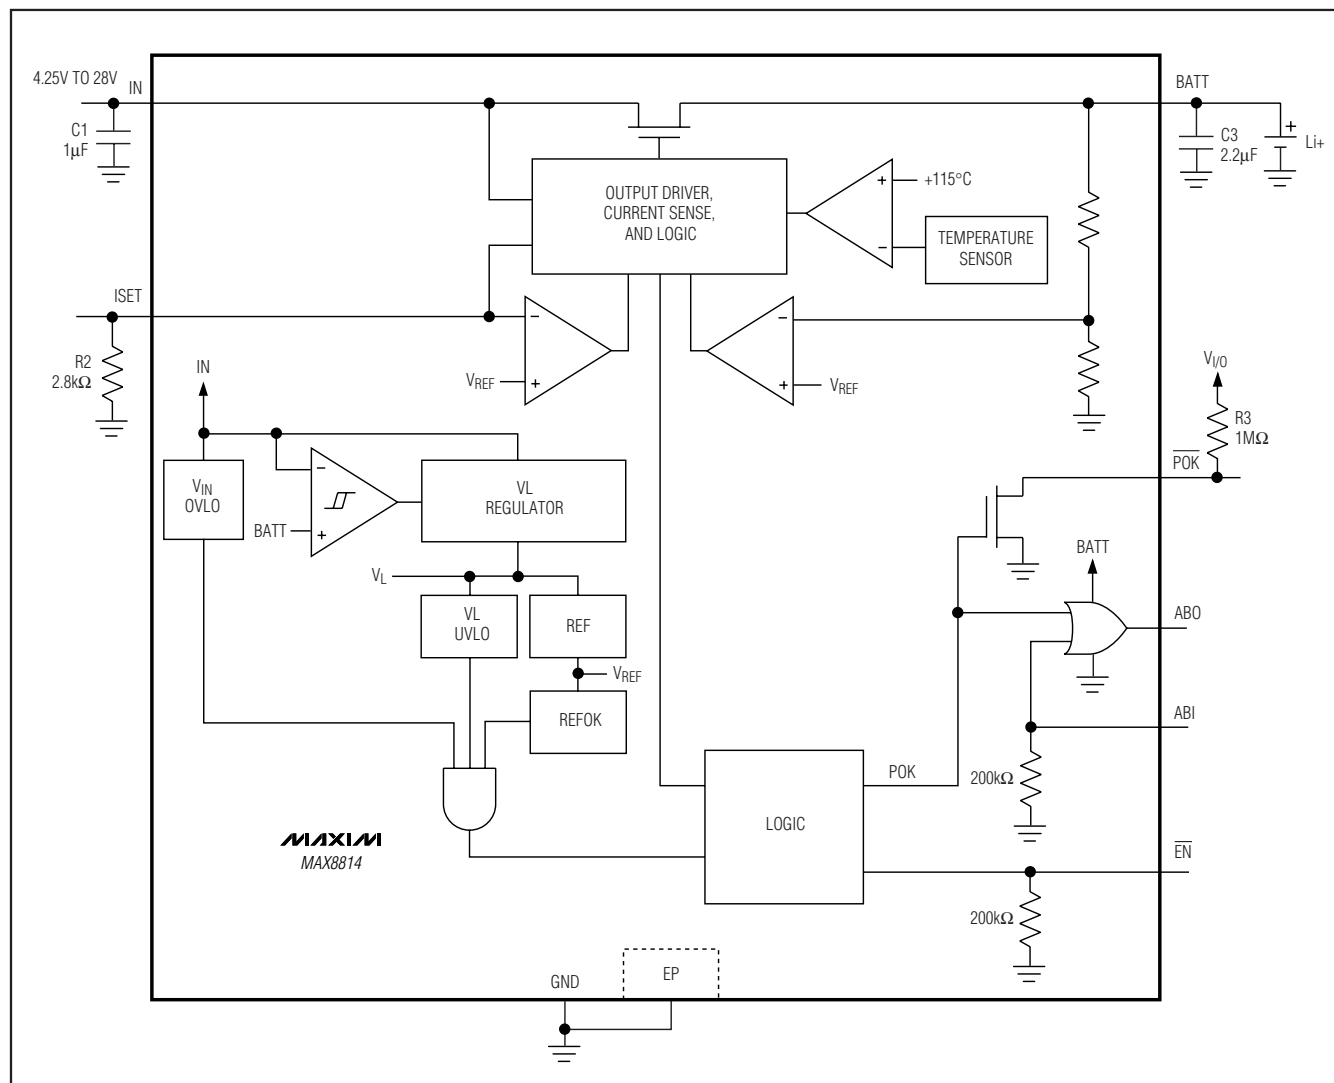 4.25V TO 28V
IN
BATT
C1
1µF
C3
2.2µF
+
Li+
OUTPUT DRIVER,
CURRENT SENSE,
AND LOGIC
+
+115°C
−
TEMPERATURE
SENSOR
ISET
−
−
R2
2.8kΩ
IN
VREF
+
+
VREF
VI/O
R3
1MΩ
POK
VIN
OVLO
−
BATT
+
VL
REGULATOR
BATT
VL
VL
UVLO
REF
ABO
VREF
REFOK
ABI
POK
200kΩ
LOGIC
MAXIM
MAX8814
EN
200kΩ
GND
EP